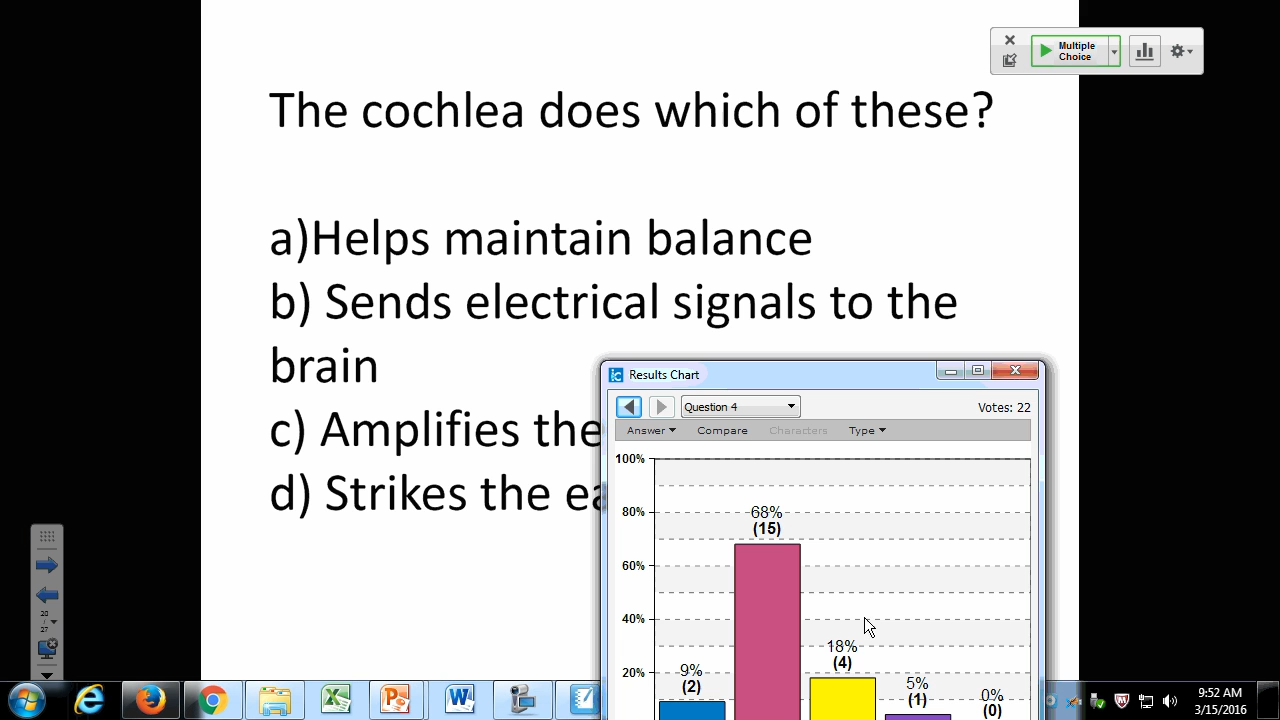 Multiple
Choice
The cochlea does which of these?
a)Helps maintain balance
b) Sends electrical signals to the
brain
c) Amplifies the
d) Strikes the
Results Chart
Question 4
Votes: 22
Answer
Compare
Characters
Type
100%
80%
60%
40%
20%
68%
(15)
18%
(4)
9%
(2)
5%
(1)
0%
(0)
28
/
27
9:52 AM
3/15/2016